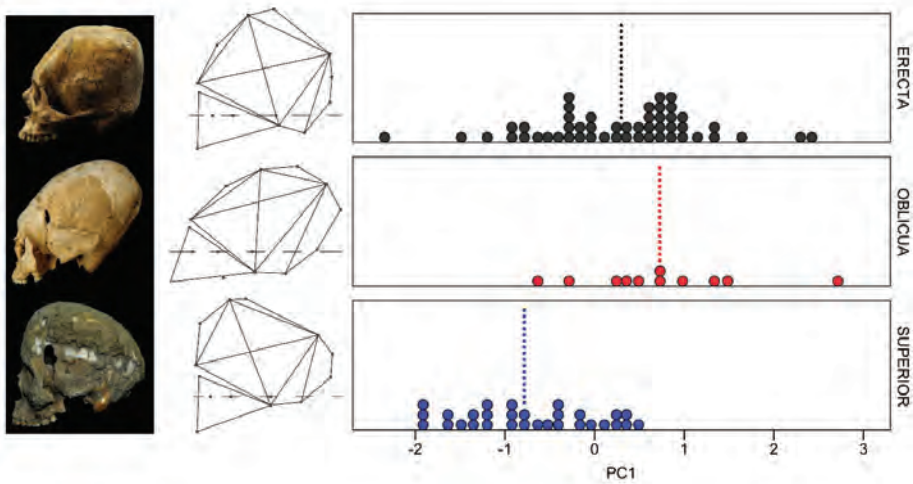 ERECTA
OBLICUA
SUPERIOR
-2 -1 0 1 2 3
PC1